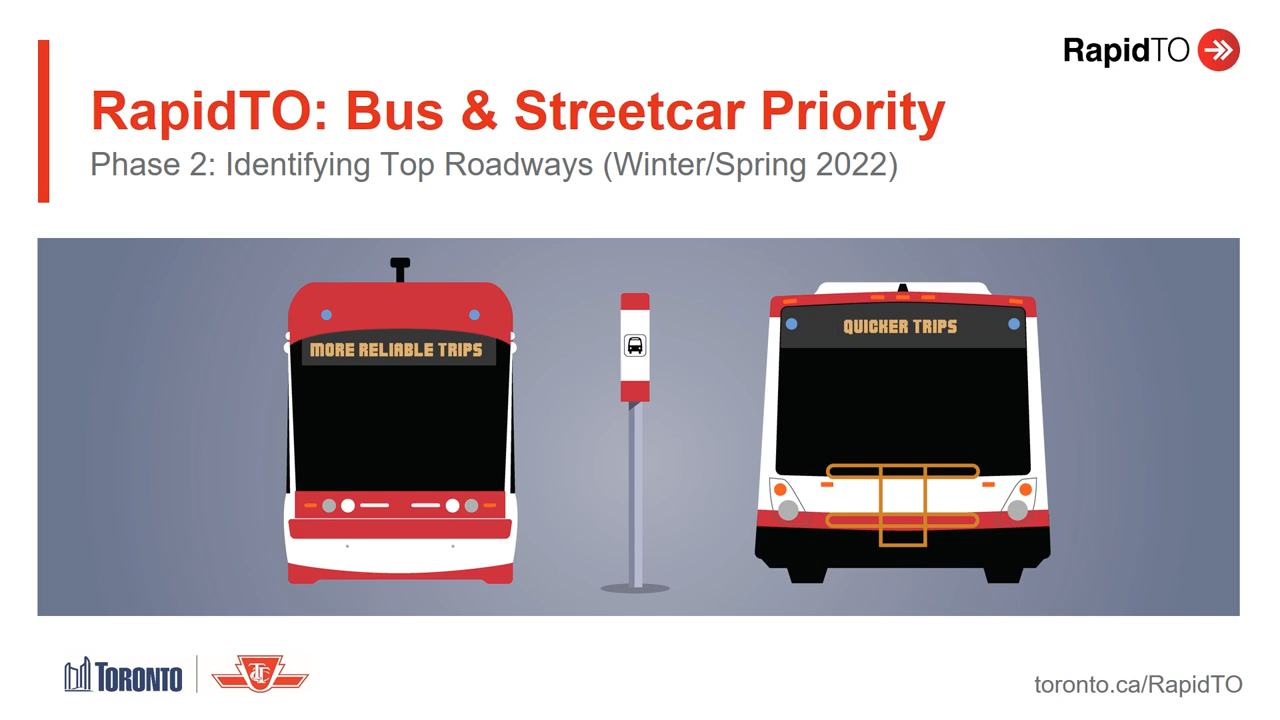 RapidTO
RapidTO: Bus & Streetcar Priority
Phase 2: Identifying Top Roadways (Winter/Spring 2022)
MORE RELIABLE TRIPS
QUICKER TRIPS
TORONTO
TTC
toronto.ca/RapidTO